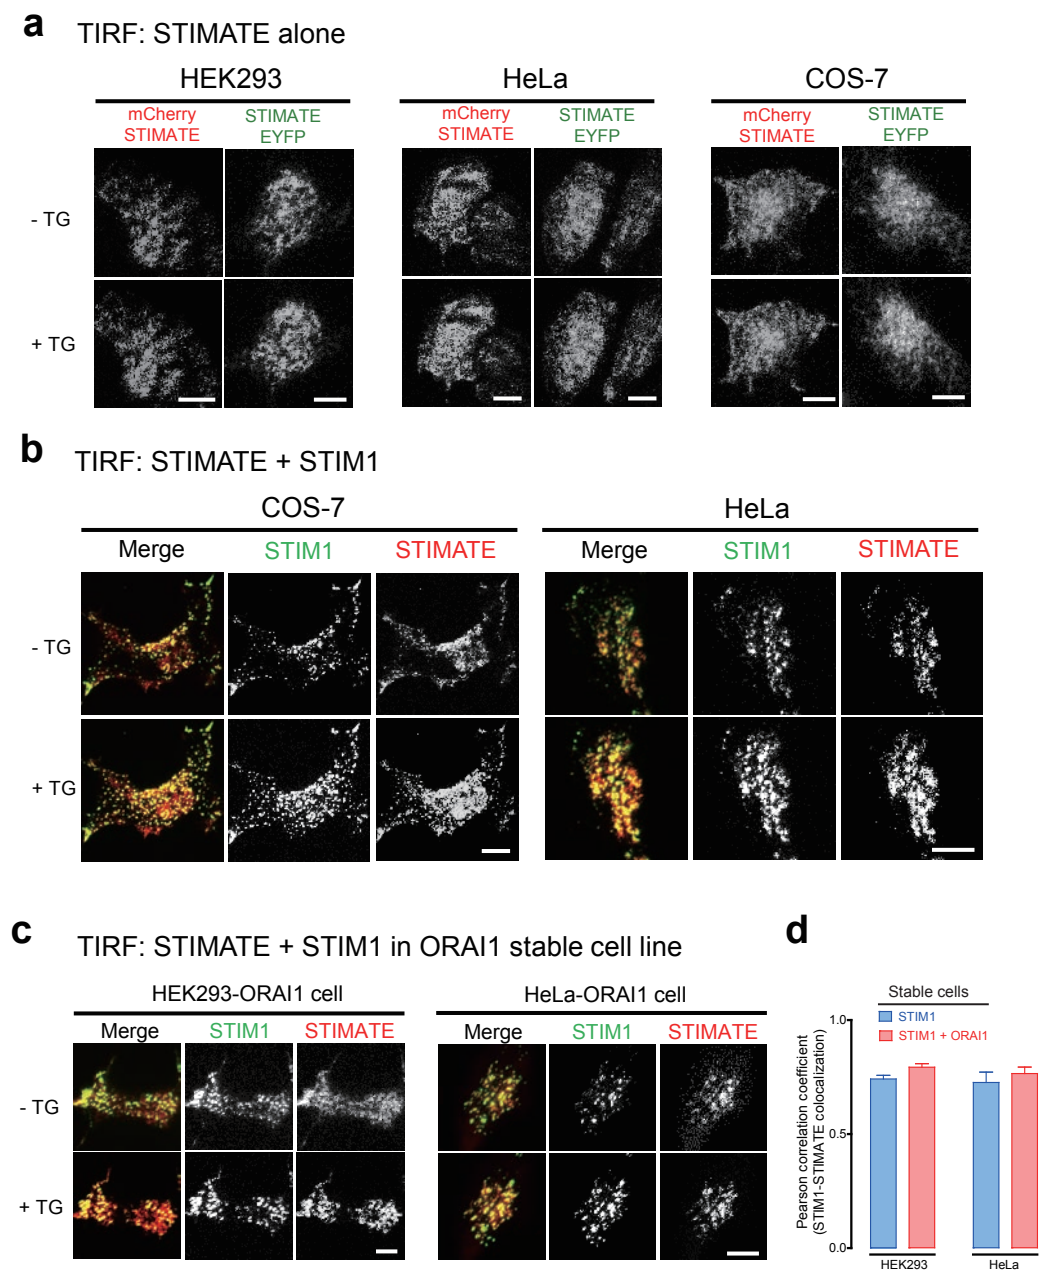 a
TIRF: STIMATE alone
HEK293
HeLa
COS-7
mCherry
STIMATE
STIMATE
EYFP
mCherry
STIMATE
STIMATE
EYFP
mCherry
STIMATE
STIMATE
EYFP
- TG
+ TG
b
TIRF: STIMATE + STIM1
COS-7
HeLa
Merge
STIM1
STIMATE
Merge
STIM1
STIMATE
- TG
+ TG
c
TIRF: STIMATE + STIM1 in ORAI1 stable cell line
HEK293-ORAI1 cell
HeLa-ORAI1 cell
Merge
STIM1
STIMATE
Merge
STIM1
STIMATE
- TG
+ TG
d
Stable cells
STIM1
STIM1 + ORAI1
Pearson correlation coefficient
(STIM1-STIMATE colocalization)
1.0
0.5
0.0
HEK293
HeLa